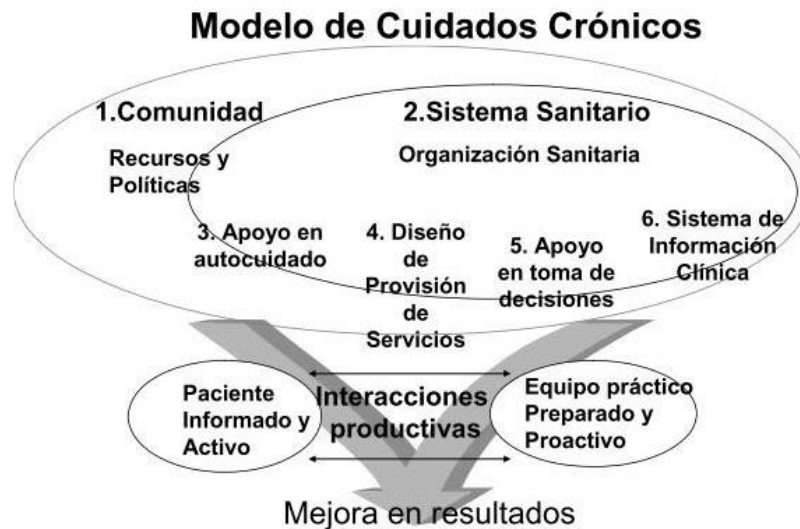 Modelo de Cuidados Crónicos
1.Comunidad
Recursos y
Políticas
2.Sistema Sanitario
Organización Sanitaria
3. Apoyo en
autocuidado
4. Diseño
de
Provisión
de
Servicios
5. Apoyo
en toma de
decisiones
6. Sistema de
Información
Clínica
Paciente
Informado y
Activo
Interacciones
productivas
Equipo práctico
Preparado y
Proactivo
Mejora en resultados